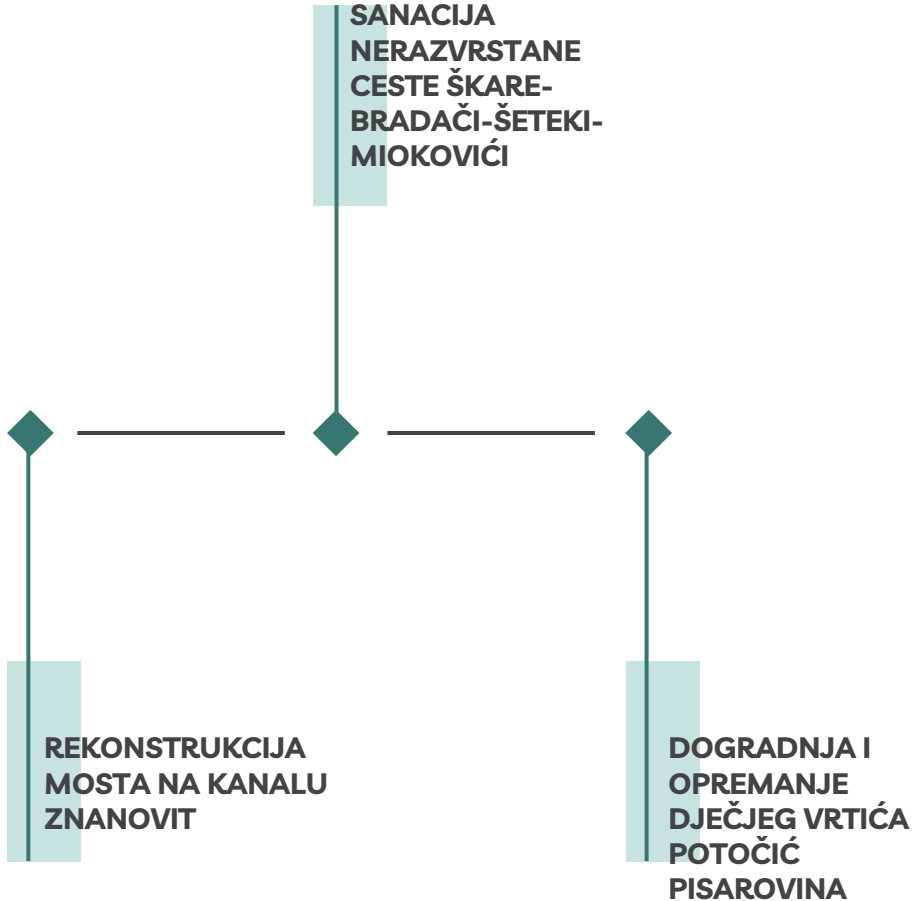 SANACIJA
NERAZVRSTANE
CESTE ŠKARE-
BRADAČI-ŠETEKI-
MIOKOVIĆI
REKONSTRUKCIJA
MOSTA NA KANALU
ZNANOVIT
DOGRADNJA I
OPREMANJE
DJEČJEG VRTIĆA
POTOČIĆ
PISAROVINA